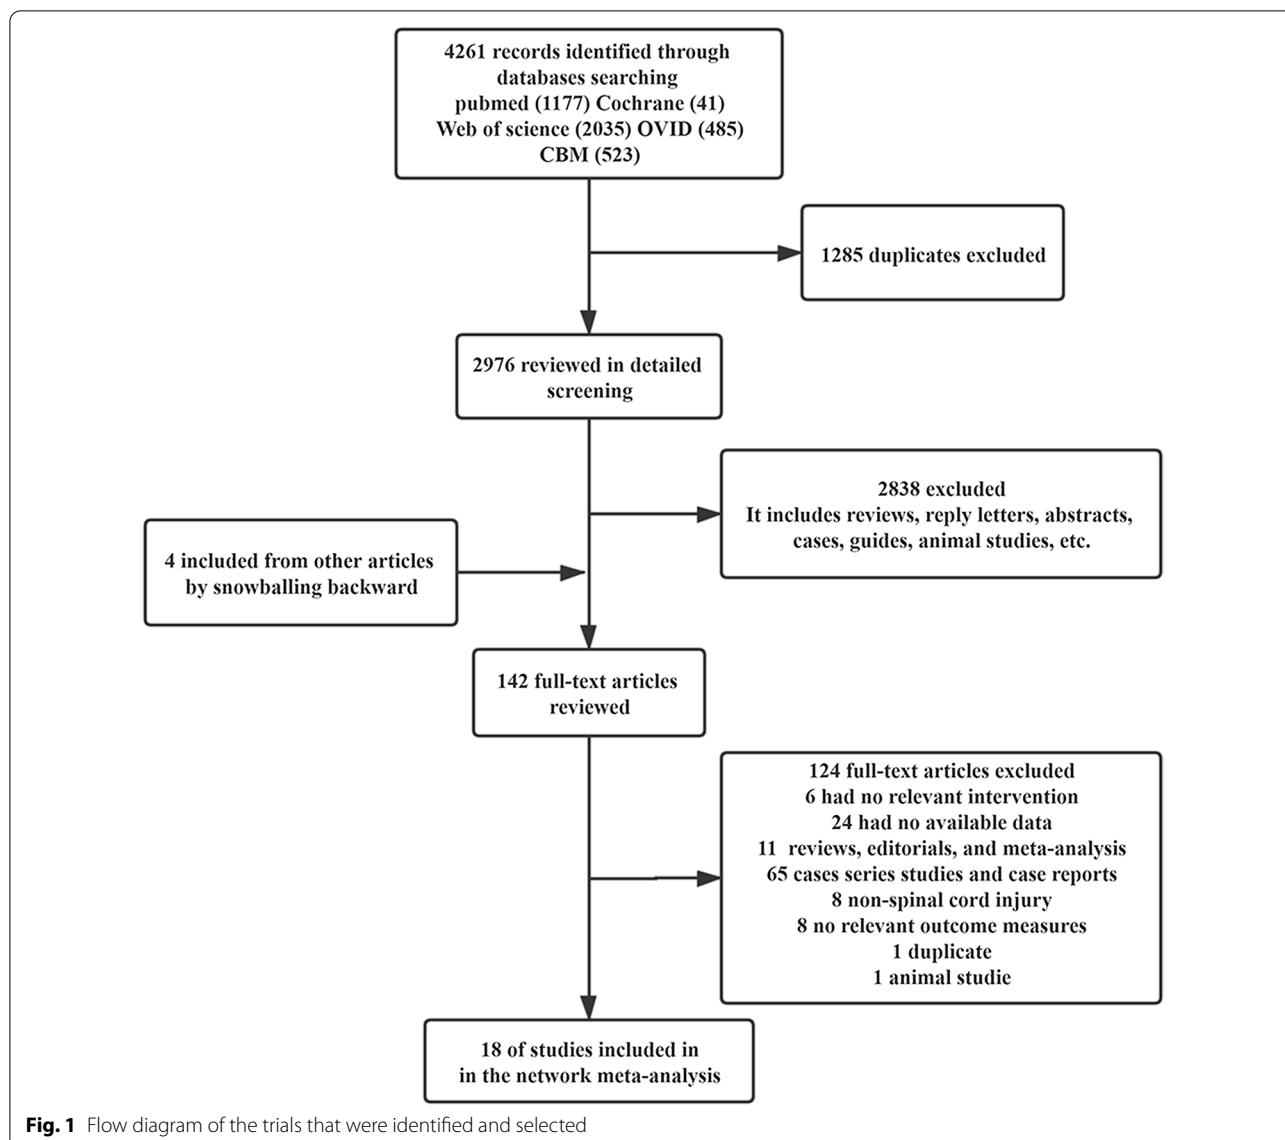 4261 records identified through
databases searching
pubmed (1177) Cochrane (41)
Web of science (2035) OVID (485)
CBM (523)
1285 duplicates excluded
2976 reviewed in detailed
screening
2838 excluded
It includes reviews, reply letters, abstracts,
cases, guides, animal studies, etc.
4 included from other articles
by snowballing backward
142 full-text articles
reviewed
124 full-text articles excluded
6 had no relevant intervention
24 had no available data
11 reviews, editorials, and meta-analysis
65 cases series studies and case reports
8 non-spinal cord injury
8 no relevant outcome measures
1 duplicate
1 animal studie
18 of studies included in
in the network meta-analysis
Fig. 1 Flow diagram of the trials that were identified and selected